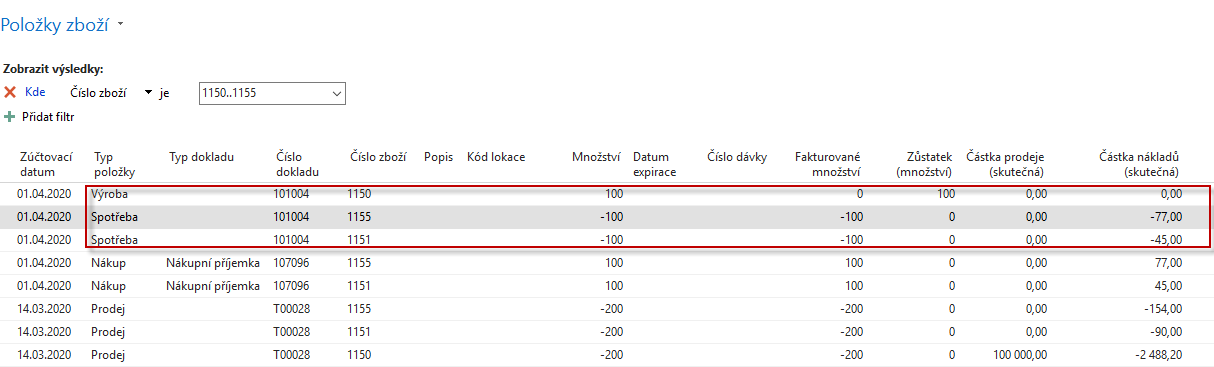 Položky zboží
Zobrazit výsledky:
Kde Číslo zboží je 1150..1155
Přidat filtr
Zúčtovací datum Typ položky Typ dokladu Číslo dokladu Číslo zboží Popis Kód lokace Množství Datum expirace Číslo dávky Fakturované množství Zůstatek (množství) Částka prodeje (skutečná) Částka nákladů (skutečná)
01.04.2020 Výroba 101004 1150 100 0 100 0,00 0,00
01.04.2020 Spotřeba 101004 1155 -100 -100 0 0,00 -77,00
01.04.2020 Spotřeba 101004 1151 -100 -100 0 0,00 -45,00
01.04.2020 Nákup Nákupní příjemka 107096 1155 100 100 0 0,00 77,00
01.04.2020 Nákup Nákupní příjemka 107096 1151 100 100 0 0,00 45,00
14.03.2020 Prodej T00028 1155 -200 -200 0 0,00 -154,00
14.03.2020 Prodej T00028 1151 -200 -200 0 0,00 -90,00
14.03.2020 Prodej T00028 1150 -200 -200 0 100 000,00 -2 488,20